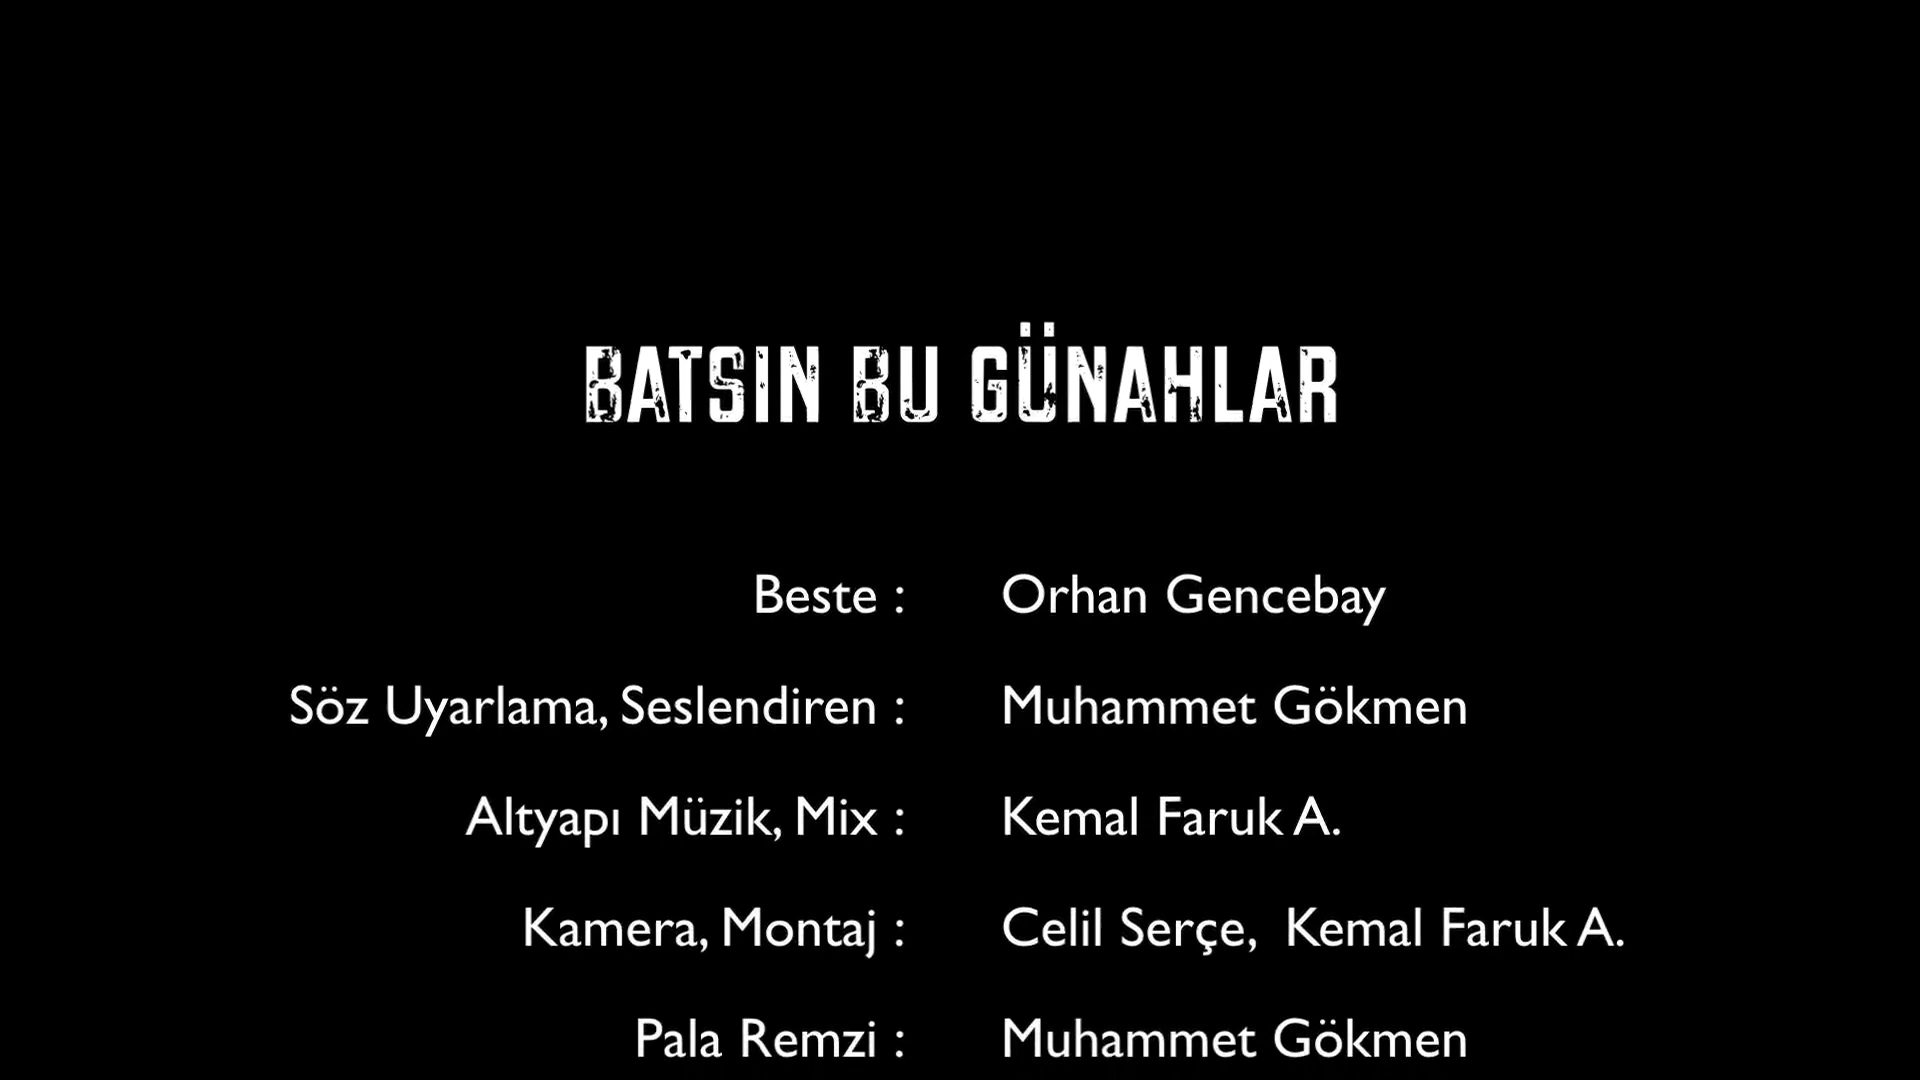 BATSIN BU GÜNAHLAR
Beste : Orhan Gencebay
Söz Uyarlama, Seslendiren : Muhammet Gökmen
Altyapı Müzik, Mix : Kemal Faruk A.
Kamera, Montaj : Celil Serçe, Kemal Faruk A.
Pala Remzi : Muhammet Gökmen